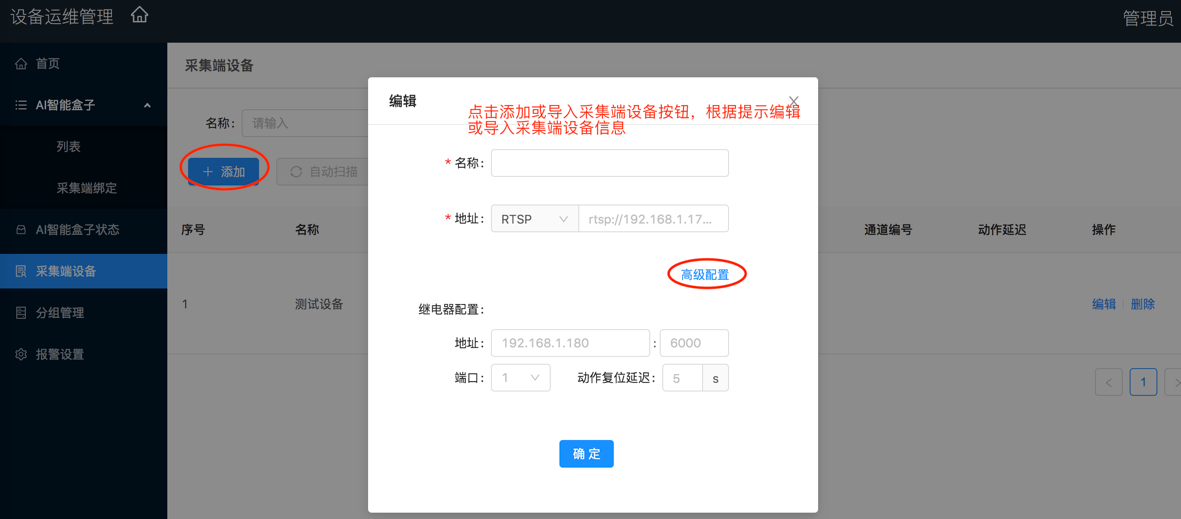 设备运维管理
管理员
首页
AI智能盒子
列表
采集端绑定
AI智能盒子状态
采集端设备
分组管理
报警设置
采集端设备
名称：
请输入
添加
自动扫描
序号
名称
通道编号
动作延迟
操作
1
测试设备
编辑
删除
1
编辑
点击添加或导入采集端设备按钮，根据提示编辑
或导入采集端设备信息
* 名称：
* 地址：
RTSP
rtsp://192.168.1.17...
高级配置
继电器配置：
地址：
192.168.1.180
:
6000
端口：
1
动作复位延迟：
5
s
确 定